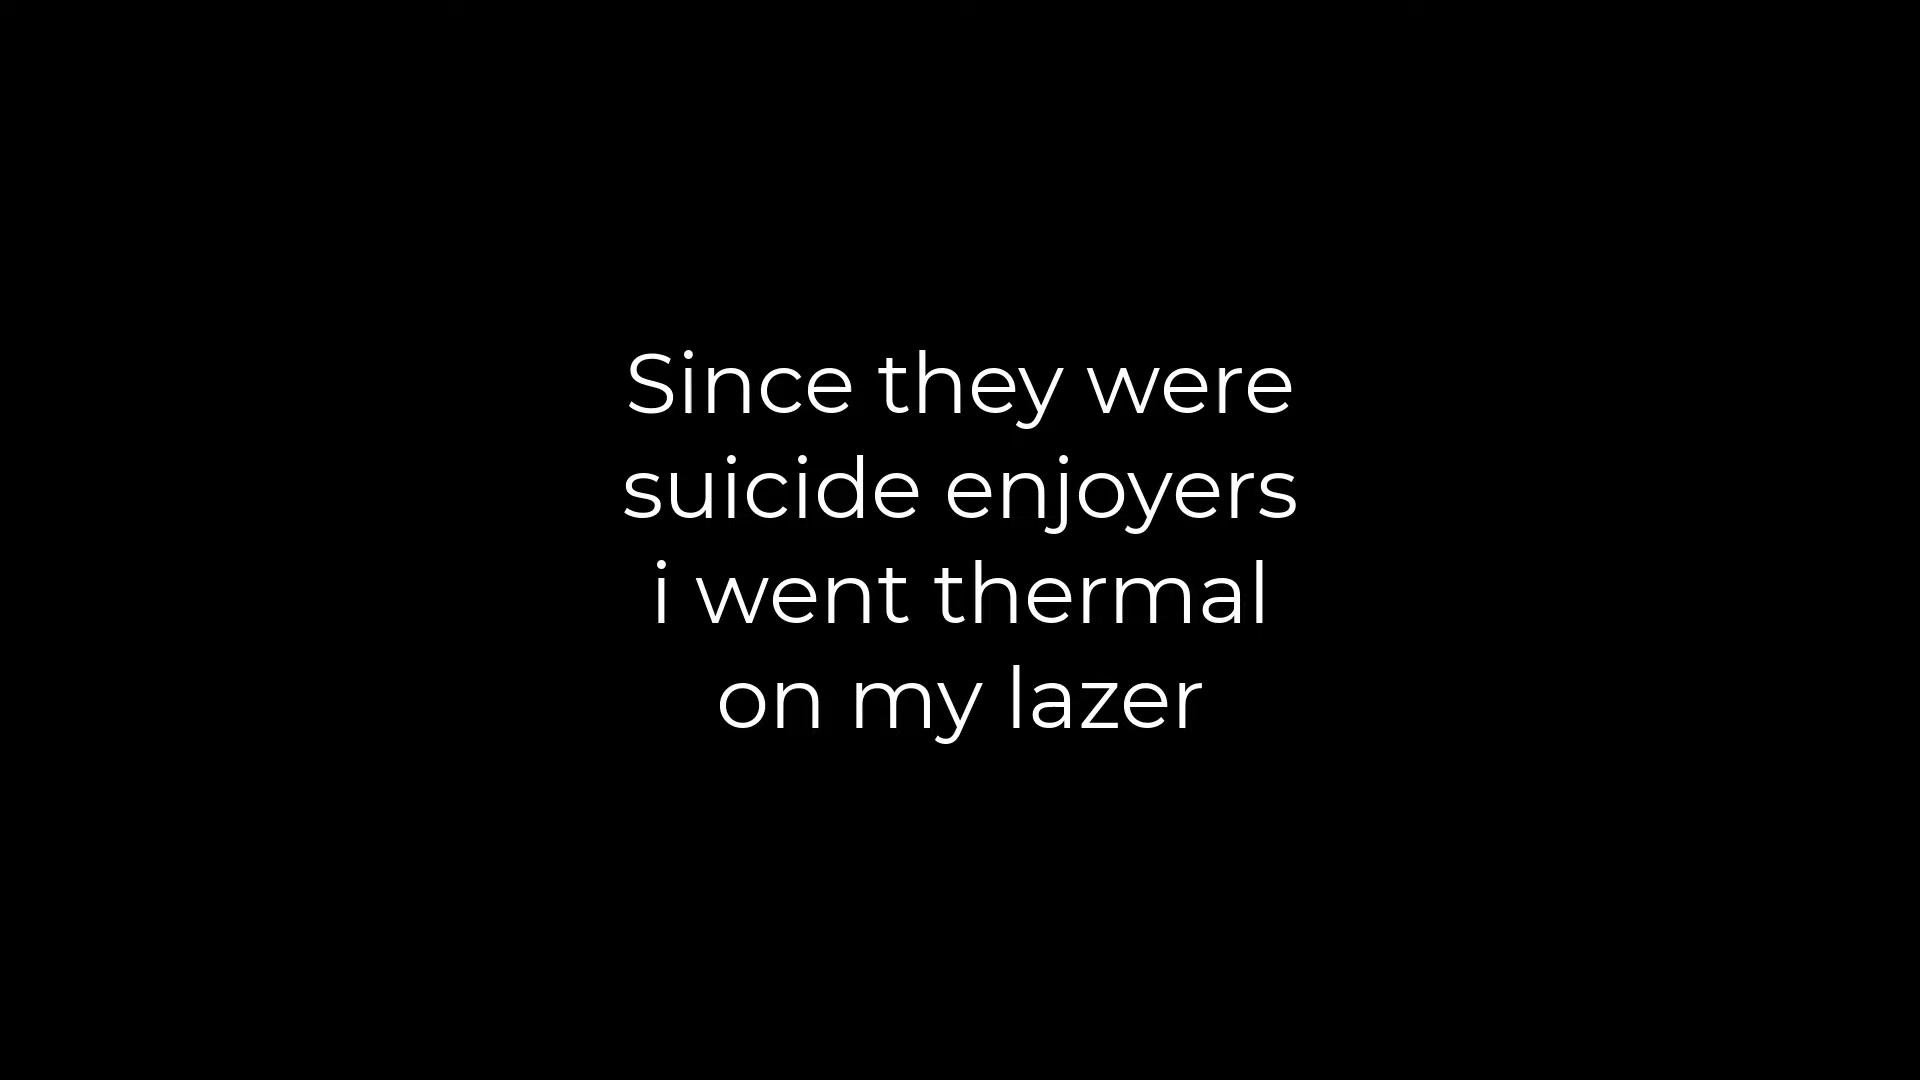 Since they were
suicide enjoyers
i went thermal
on my lazer